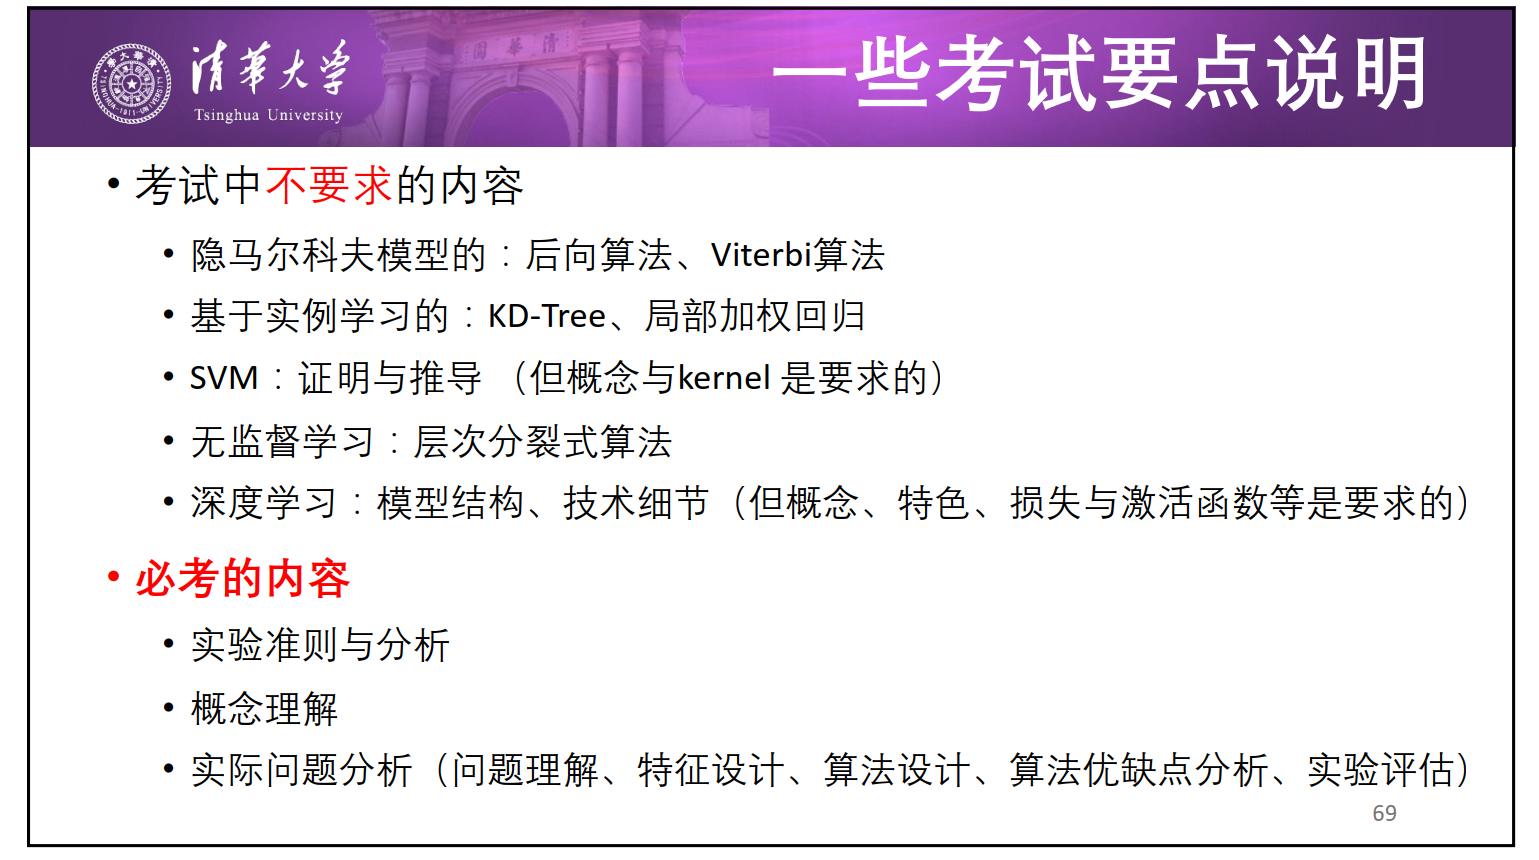 清华大学
Tsinghua University
一些考试要点说明
• 考试中不要求的内容
• 隐马尔科夫模型的：后向算法、Viterbi算法
• 基于实例学习的：KD-Tree、局部加权回归
• SVM：证明与推导 （但概念与kernel 是要求的）
• 无监督学习：层次分裂式算法
• 深度学习：模型结构、技术细节（但概念、特色、损失与激活函数等是要求的）
• 必考的内容
• 实验准则与分析
• 概念理解
• 实际问题分析（问题理解、特征设计、算法设计、算法优缺点分析、实验评估）
69